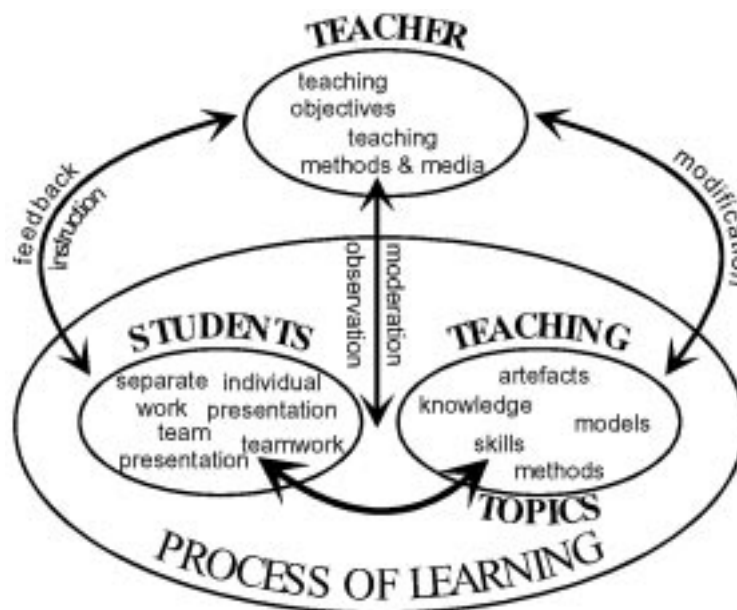 TEACHER
teaching
objectives
teaching
methods & media
feedback
instruction
observation
moderation
modification
STUDENTS
separate individual
work presentation
team
teamwork
presentation
TEACHING
artefacts
knowledge
models
skills
methods
TOPICS
PROCESS OF LEARNING